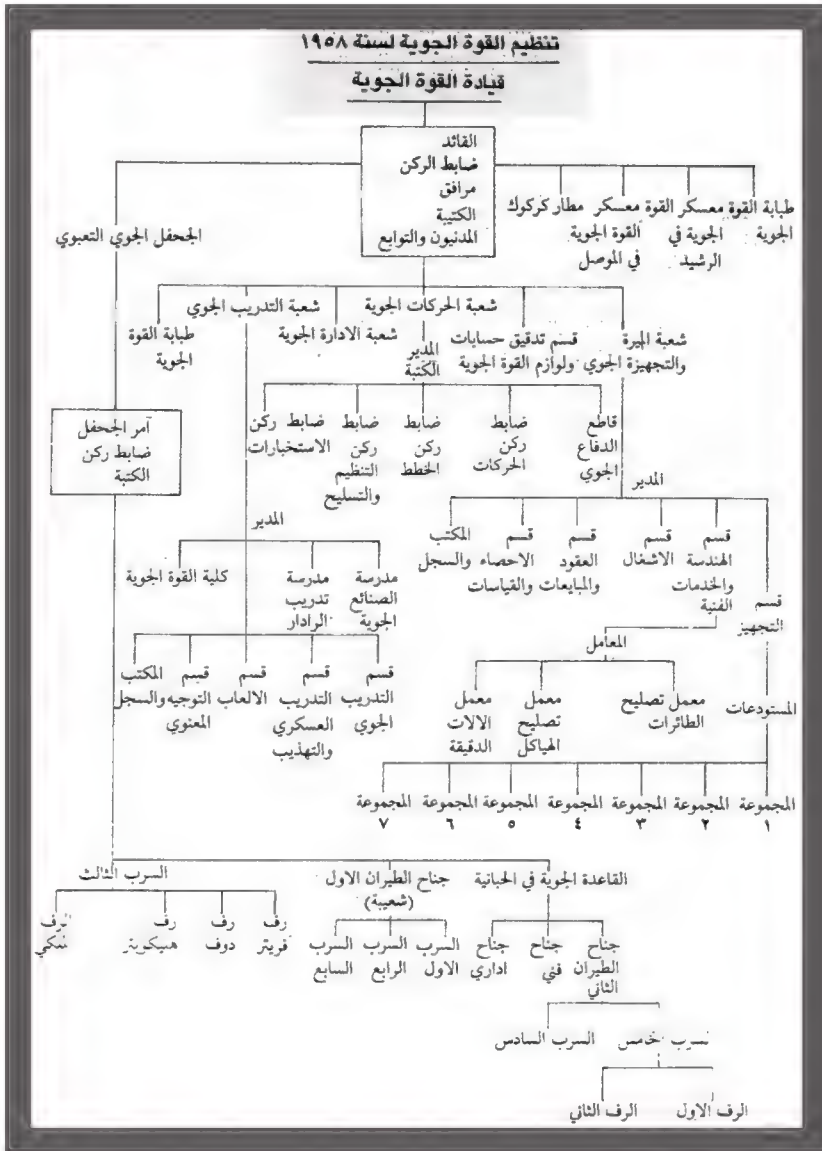 تنظيم القوة الجوية لسنة ١٩٥٨
قيادة القوة الجوية
القائد
ضابط الركن
مرافق
الكتيبة
المدنيون والتوابع
طبابة القوة
الجوية
معسكر القوة
الجوية في
الرشيد
معسكر
القوة الجوية
في الموصل
مطار كركوك
الجحفل الجوي التعبوي
شعبة الميرة
والتجهيزة الجوي
قسم تدقيق حسابات
ولوازم القوة الجوية
شعبة الحركات الجوية
شعبة الادارة الجوية
شعبة التدريب الجوي
طبابة القوة
الجوية
المدير
الكتبة
قاطع
الدفاع
الجوي
ضابط
ركن
الحركات
ضابط
ركن
الخطط
ضابط
ركن
التنظيم
والتسليح
ضابط ركن
الاستخبارات
آمر الجحفل
ضابط ركن
الكتبة
المدير
قسم
التجهيز
قسم
الهندسة
والخدمات
الفنية
قسم
الاشغال
قسم
العقود
والمبايعات
قسم
الاحصاء
والقياسات
المكتب
والسجل
المدير
مدرسة
الصنائع
الجوية
مدرسة
تدريب
الرادار
كلية القوة الجوية
قسم
التدريب
الجوي
قسم
التدريب
العسكري
والتهذيب
قسم
الالعاب
قسم
التوجيه
المعنوي
المكتب
والسجل
المعامل
معمل تصليح
الطائرات
معمل
تصليح
الهياكل
معمل
الالات
الدقيقة
المستودعات
المجموعة
١
المجموعة
٢
المجموعة
٣
المجموعة
٤
المجموعة
٥
المجموعة
٦
المجموعة
٧
القاعدة الجوية في الحبانية
جناح الطيران الاول
(شعيبة)
السرب الثالث
جناح
الطيران
الثاني
جناح
فني
جناح
اداري
السرب
الاول
السرب
الرابع
السرب
السابع
رف
فريتر
رف
دوف
رف
هليكوبتر
الرف
الملكي
السرب السادس
الرف الاول
الرف الثاني